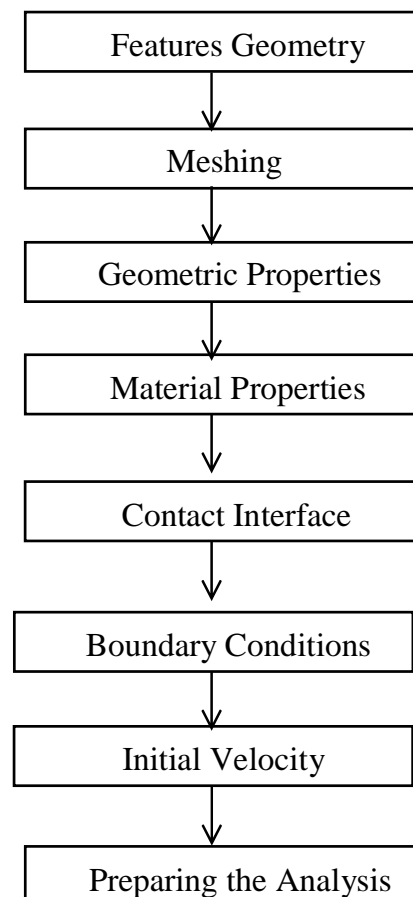 Features Geometry
Meshing
Geometric Properties
Material Properties
Contact Interface
Boundary Conditions
Initial Velocity
Preparing the Analysis